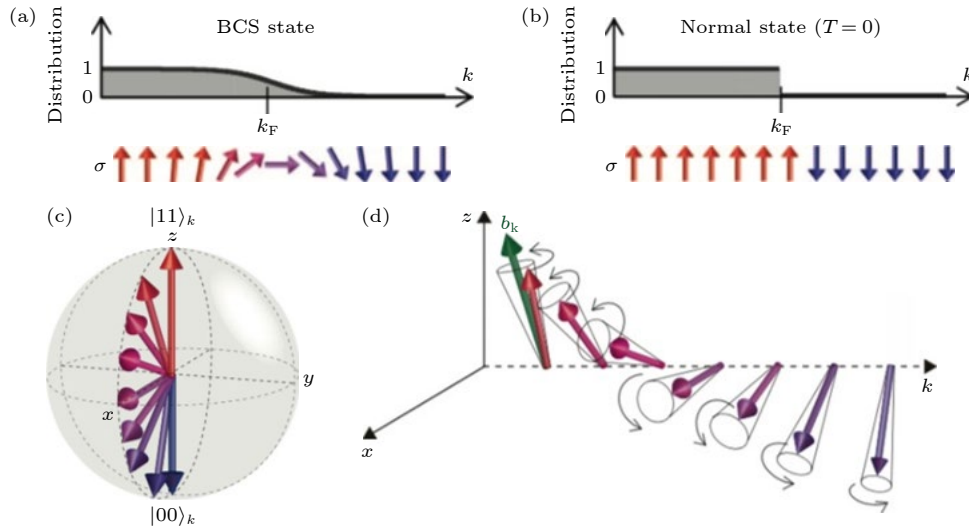 (a)
BCS state
Distribution
1
0
k
k_F
σ
(b)
Normal state (T = 0)
Distribution
1
0
k
k_F
σ
(c)
|11⟩_k
z
y
x
|00⟩_k
(d)
z
b_k
k
x